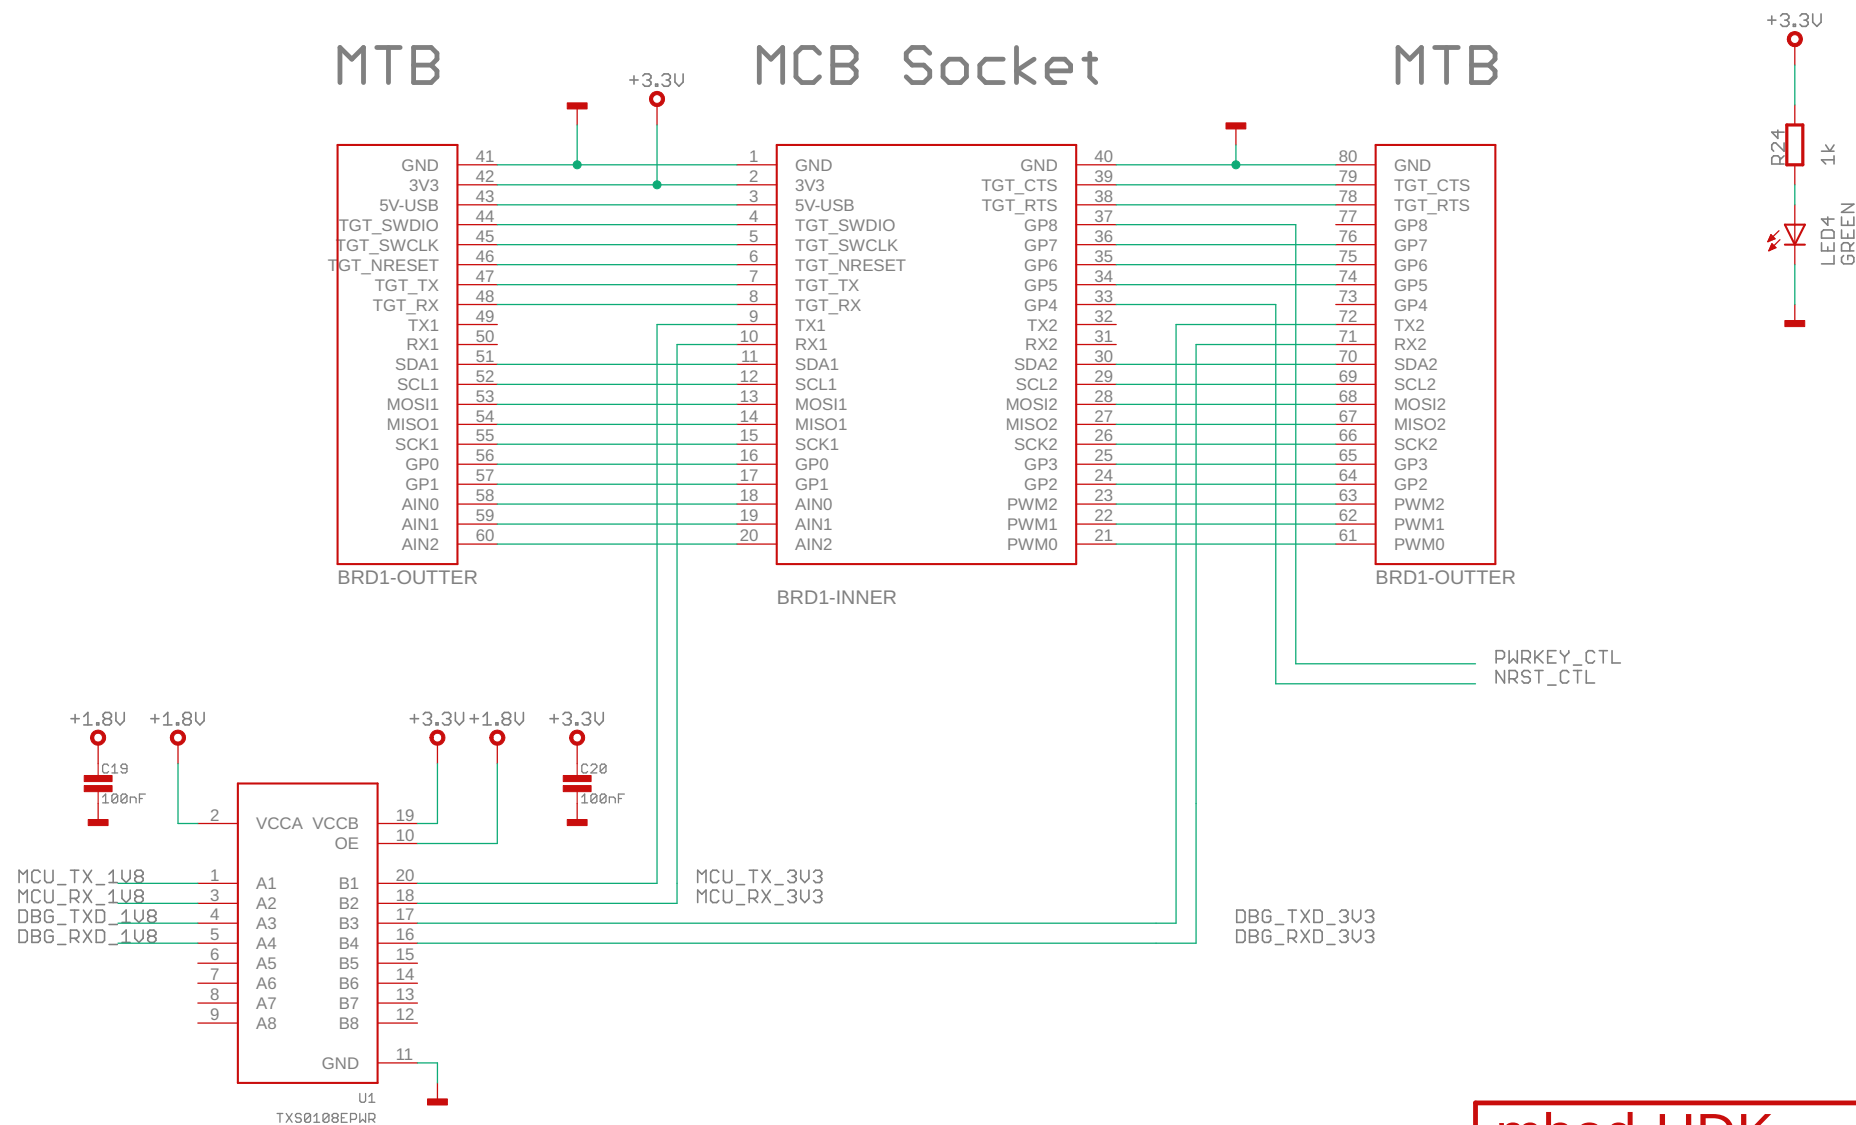 MTB
MCB Socket
MTB
+3.3V
+3.3V
R24
1k
LED4
GREEN
GND 41
3V3 42
5V-USB 43
TGT_SWDIO 44
TGT_SWCLK 45
TGT_NRESET 46
TGT_TX 47
TGT_RX 48
TX1 49
RX1 50
SDA1 51
SCL1 52
MOSI1 53
MISO1 54
SCK1 55
GP0 56
GP1 57
AIN0 58
AIN1 59
AIN2 60
BRD1-OUTTER
1 GND GND 40
2 3V3 TGT_CTS 39
3 5V-USB TGT_RTS 38
4 TGT_SWDIO GP8 37
5 TGT_SWCLK GP7 36
6 TGT_NRESET GP6 35
7 TGT_TX GP5 34
8 TGT_RX GP4 33
9 TX1 TX2 32
10 RX1 RX2 31
11 SDA1 SDA2 30
12 SCL1 SCL2 29
13 MOSI1 MOSI2 28
14 MISO1 MISO2 27
15 SCK1 SCK2 26
16 GP0 GP3 25
17 GP1 GP2 24
18 AIN0 PWM2 23
19 AIN1 PWM1 22
20 AIN2 PWM0 21
BRD1-INNER
80 GND
79 TGT_CTS
78 TGT_RTS
77 GP8
76 GP7
75 GP6
74 GP5
73 GP4
72 TX2
71 RX2
70 SDA2
69 SCL2
68 MOSI2
67 MISO2
66 SCK2
65 GP3
64 GP2
63 PWM2
62 PWM1
61 PWM0
BRD1-OUTTER
PWRKEY_CTL
NRST_CTL
+1.8V
+1.8V
+3.3V
+1.8V
+3.3V
C19
100nF
C20
100nF
2 VCCA VCCB 19
OE 10
MCU_TX_1V8 1 A1 B1 20 MCU_TX_3V3
MCU_RX_1V8 3 A2 B2 18 MCU_RX_3V3
DBG_TXD_1V8 4 A3 B3 17 DBG_TXD_3V3
DBG_RXD_1V8 5 A4 B4 16 DBG_RXD_3V3
6 A5 B5 15
7 A6 B6 14
8 A7 B7 13
9 A8 B8 12
GND 11
U1
TXS0108EPWR
mbed HDK